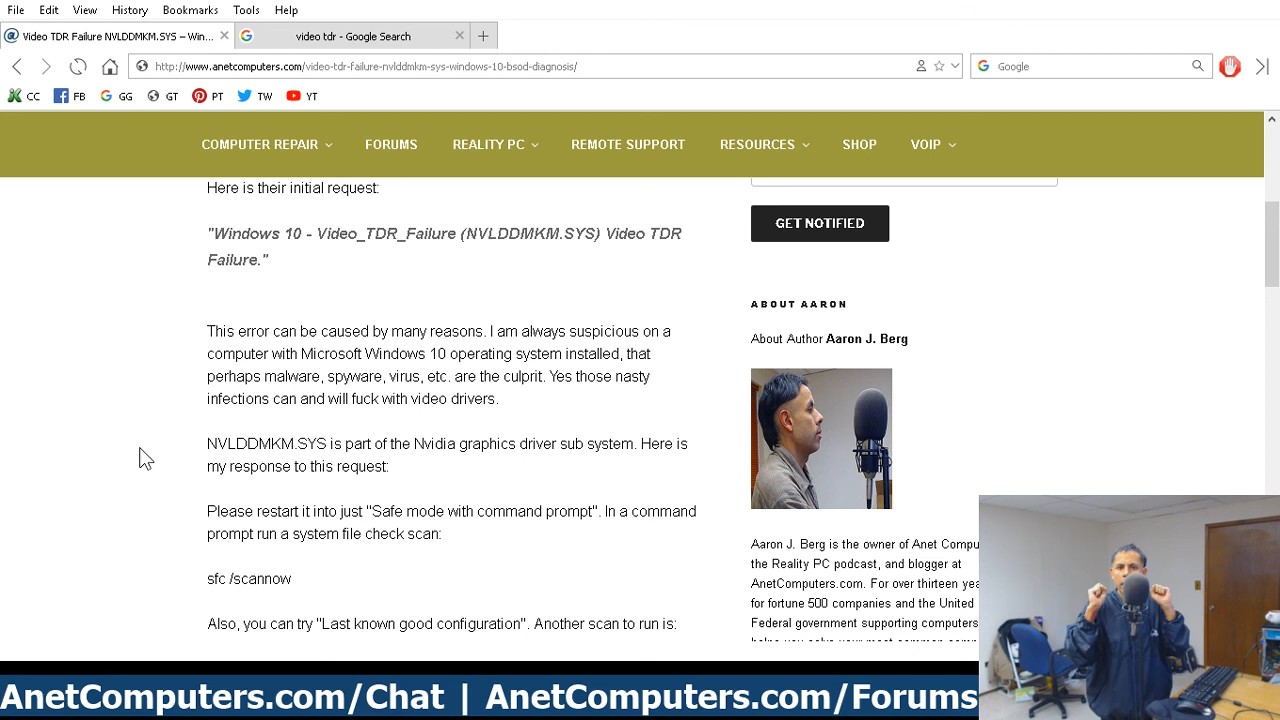 File Edit View History Bookmarks Tools Help
Video TDR Failure NVLDDMKM.SYS – Win...
video tdr - Google Search
http://www.anetcomputers.com/video-tdr-failure-nvlddmkm-sys-windows-10-bsod-diagnosis/
Google
CC FB GG GT PT TW YT
COMPUTER REPAIR FORUMS REALITY PC REMOTE SUPPORT RESOURCES SHOP VOIP
Here is their initial request:
"Windows 10 - Video_TDR_Failure (NVLDDMKM.SYS) Video TDR
Failure."
This error can be caused by many reasons. I am always suspicious on a
computer with Microsoft Windows 10 operating system installed, that
perhaps malware, spyware, virus, etc. are the culprit. Yes those nasty
infections can and will fuck with video drivers.
NVLDDMKM.SYS is part of the Nvidia graphics driver sub system. Here is
my response to this request:
Please restart it into just "Safe mode with command prompt". In a command
prompt run a system file check scan:
sfc /scannow
Also, you can try "Last known good configuration". Another scan to run is:
GET NOTIFIED
ABOUT AARON
About Author Aaron J. Berg
Aaron J. Berg is the owner of Anet Compu
the Reality PC podcast, and blogger at
AnetComputers.com. For over thirteen yea
for fortune 500 companies and the United
Federal government supporting computers
AnetComputers.com/Chat | AnetComputers.com/Forums